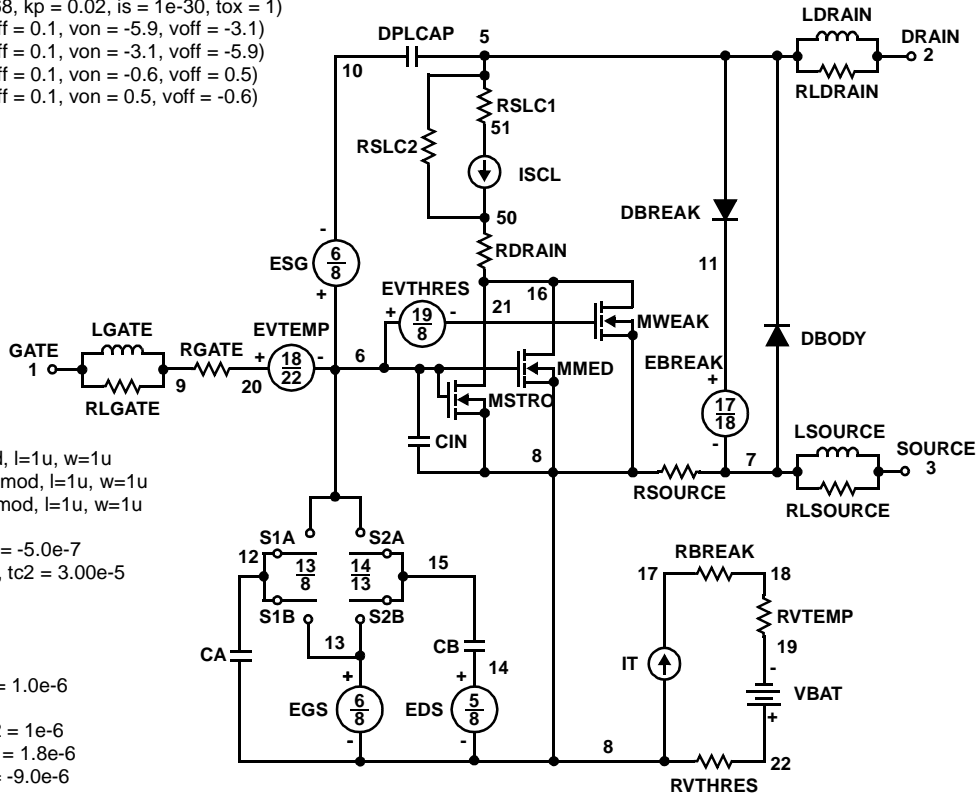 68, kp = 0.02, is = 1e-30, tox = 1)
ff = 0.1, von = -5.9, voff = -3.1)
ff = 0.1, von = -3.1, voff = -5.9)
ff = 0.1, von = -0.6, voff = 0.5)
ff = 0.1, von = 0.5, voff = -0.6)
LDRAIN
DPLCAP
5
DRAIN
2
10
RLDRAIN
RSLC1
51
RSLC2
ISCL
50
DBREAK
-
RDRAIN
ESG
6
8
11
+
EVTHRES
16
21
+
19
8
-
MWEAK
LGATE
EVTEMP
DBODY
GATE
1
RGATE
+
18
22
-
6
MMED
EBREAK
+
9
20
MSTRO
17
18
RLGATE
-
LSOURCE
CIN
8
7
SOURCE
3
d, l=1u, w=1u
mod, l=1u, w=1u
mod, l=1u, w=1u
RSOURCE
RLSOURCE
S1A
S2A
= -5.0e-7
12
RBREAK
, tc2 = 3.00e-5
13
8
14
13
15
17
18
RVTEMP
S1B
S2B
13
CB
19
CA
IT
-
14
= 1.0e-6
+
+
VBAT
EGS
6
8
EDS
5
8
+
2 = 1e-6
-
-
8
= 1.8e-6
22
= -9.0e-6
RVTHRES